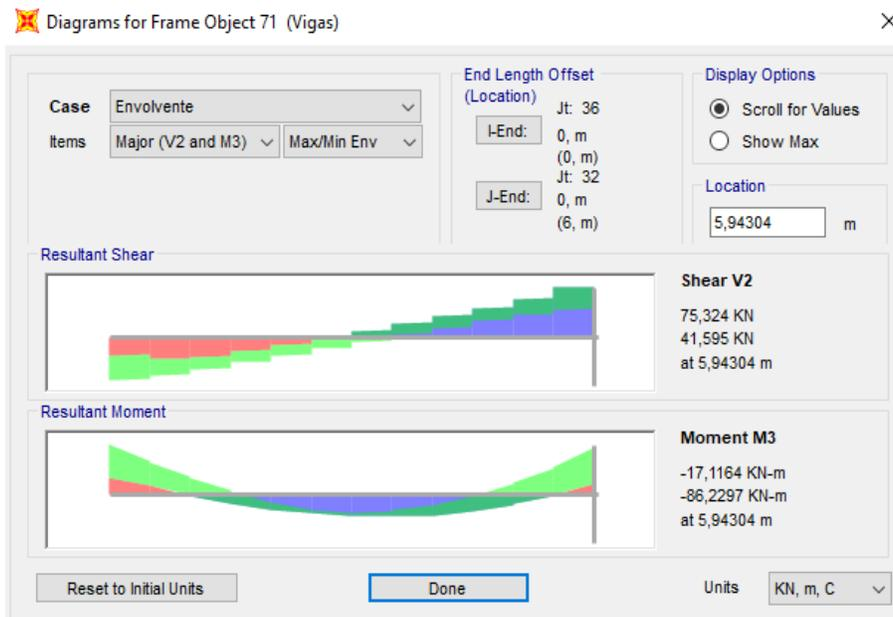 Diagrams for Frame Object 71 (Vigas)
Case Envolvente
Items Major (V2 and M3) Max/Min Env
End Length Offset
(Location)
Jt: 36
I-End: 0, m
(0, m)
Jt: 32
J-End: 0, m
(6, m)
Display Options
Scroll for Values
Show Max
Location
5,94304 m
Resultant Shear
Shear V2
75,324 KN
41,595 KN
at 5,94304 m
Resultant Moment
Moment M3
-17,1164 KN-m
-86,2297 KN-m
at 5,94304 m
Reset to Initial Units
Done
Units KN, m, C